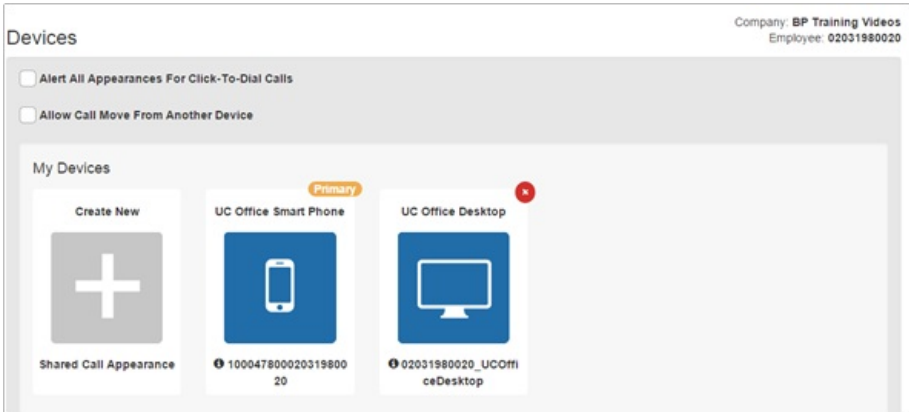 Company: BP Training Videos
Devices
Employee: 02031980020
Alert All Appearances For Click-To-Dial Calls
Allow Call Move From Another Device
My Devices
Primary
Create New
UC Office Smart Phone
UC Office Desktop
Shared Call Appearance
100047800020319800
20
02031980020_UCOffi
ceDesktop